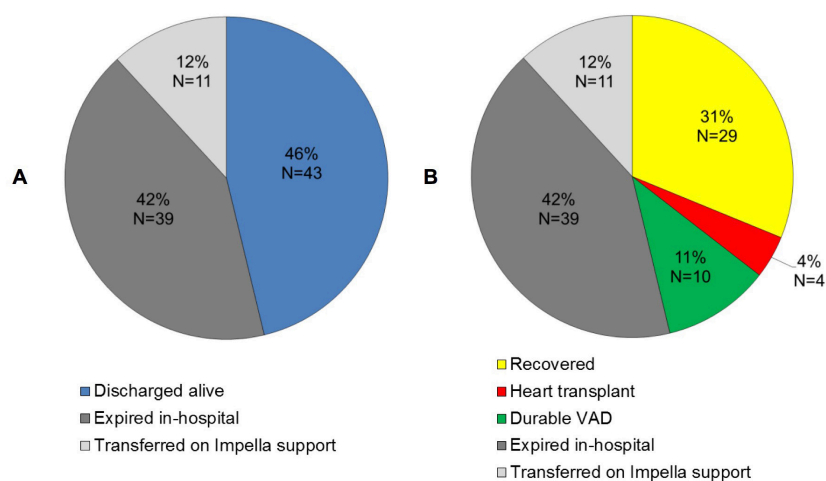 A
12%
N=11
46%
N=43
42%
N=39
Discharged alive
Expired in-hospital
Transferred on Impella support
B
12%
N=11
31%
N=29
42%
N=39
11%
N=10
4%
N=4
Recovered
Heart transplant
Durable VAD
Expired in-hospital
Transferred on Impella support